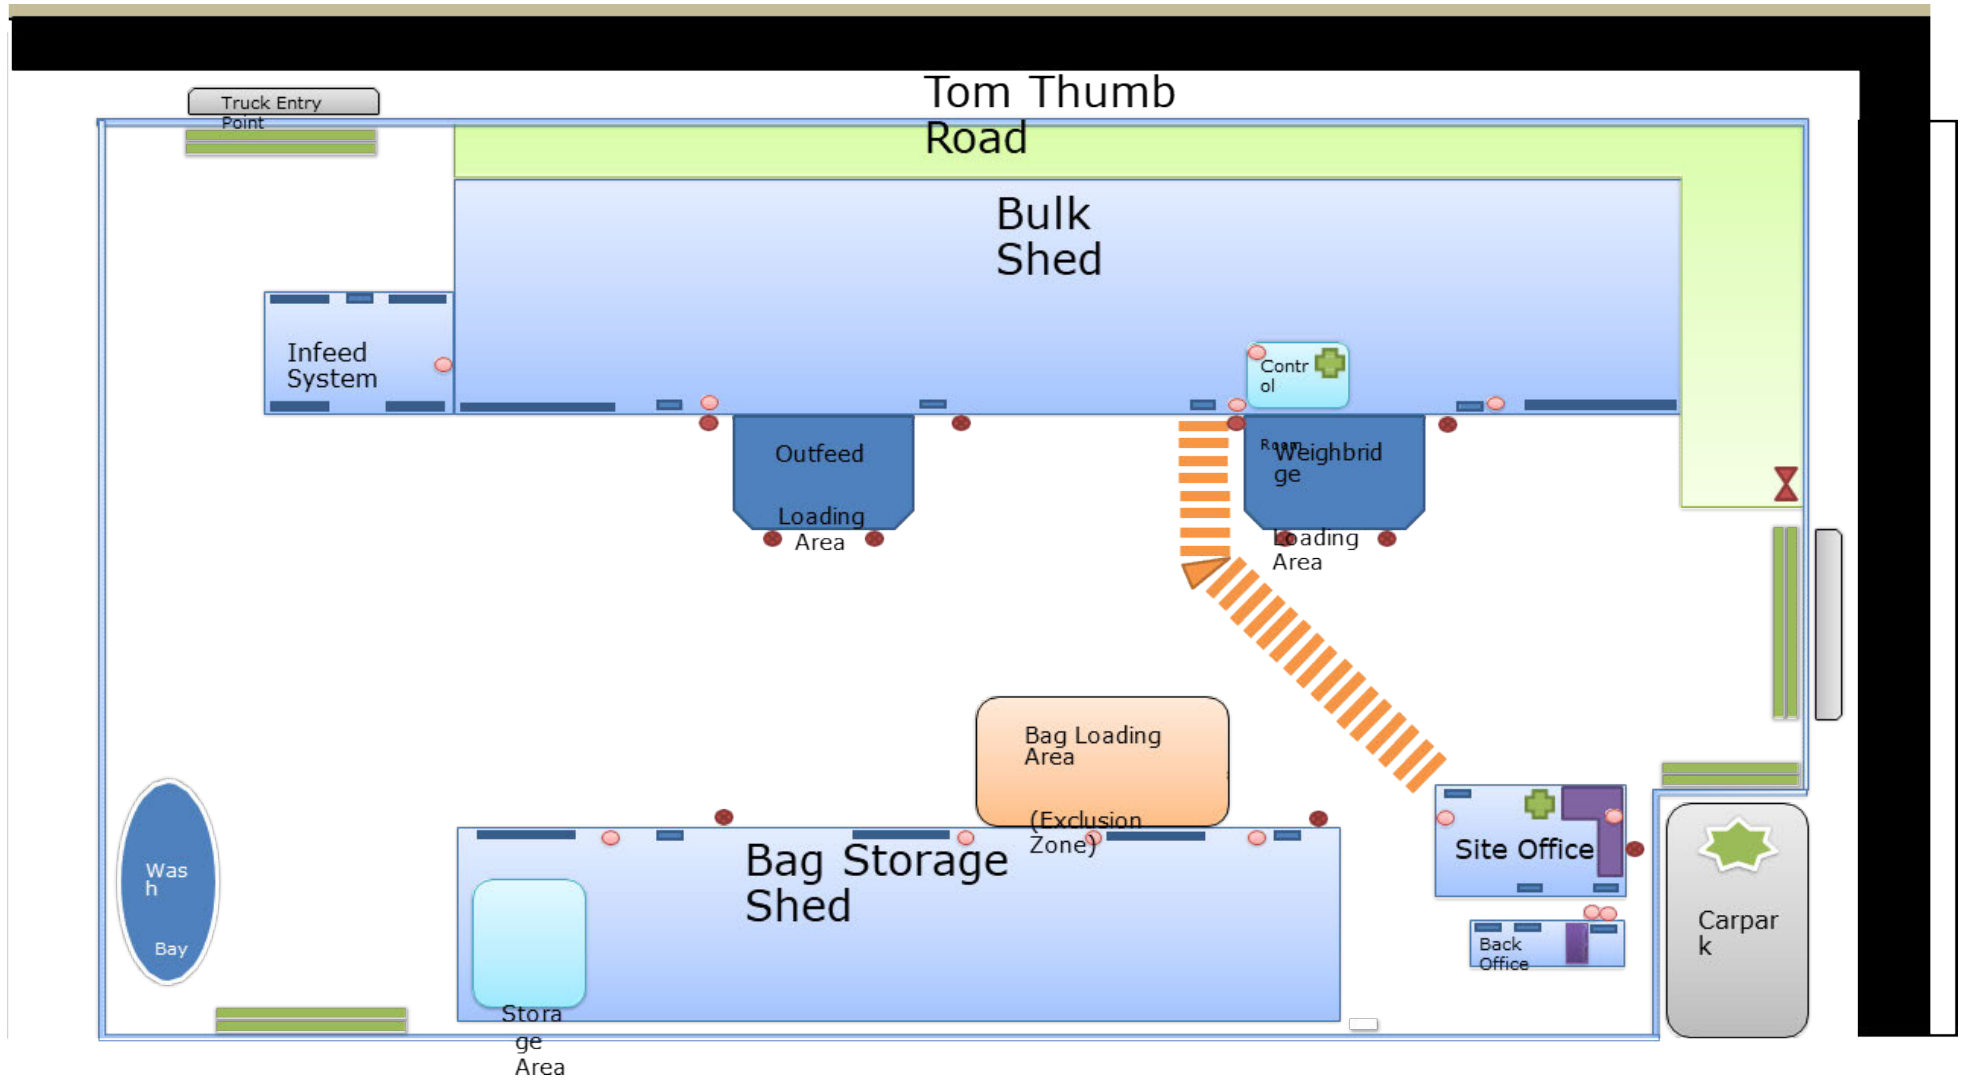 Tom Thumb
Road
Truck Entry
Point
Bulk
Shed
Infeed
System
Contr
ol
Room
Outfeed
Loading
Area
Weighbrid
ge
Loading
Area
Bag Loading
Area
(Exclusion
Zone)
Bag Storage
Shed
Site Office
Was
h
Bay
Back
Office
Carpar
k
Stora
ge
Area